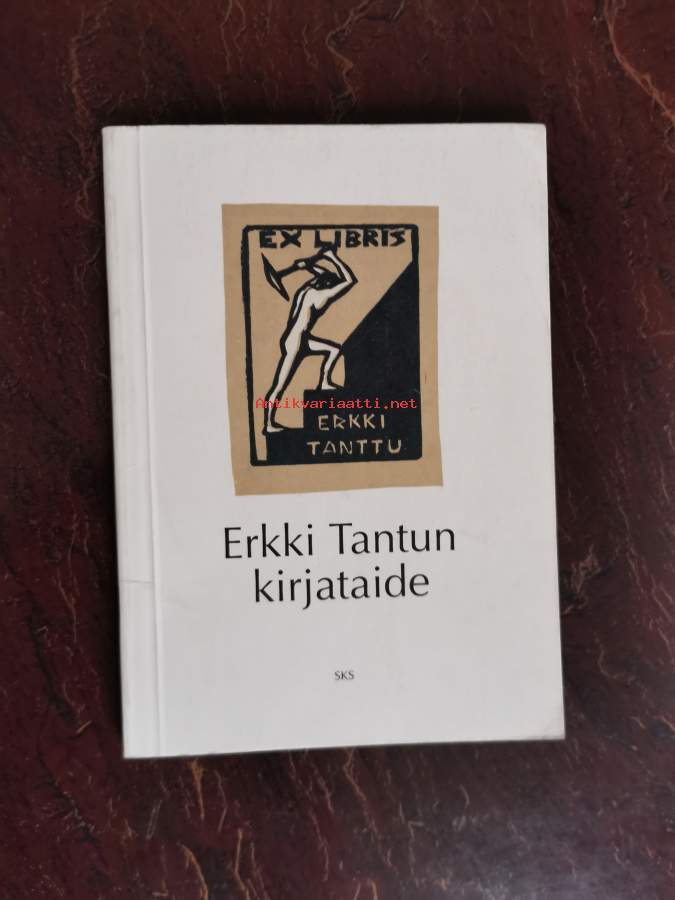 EX LIBRIS
Antikvariaatti.net
ERKKI
TANTTU
Erkki Tantun
kirjataide
SKS